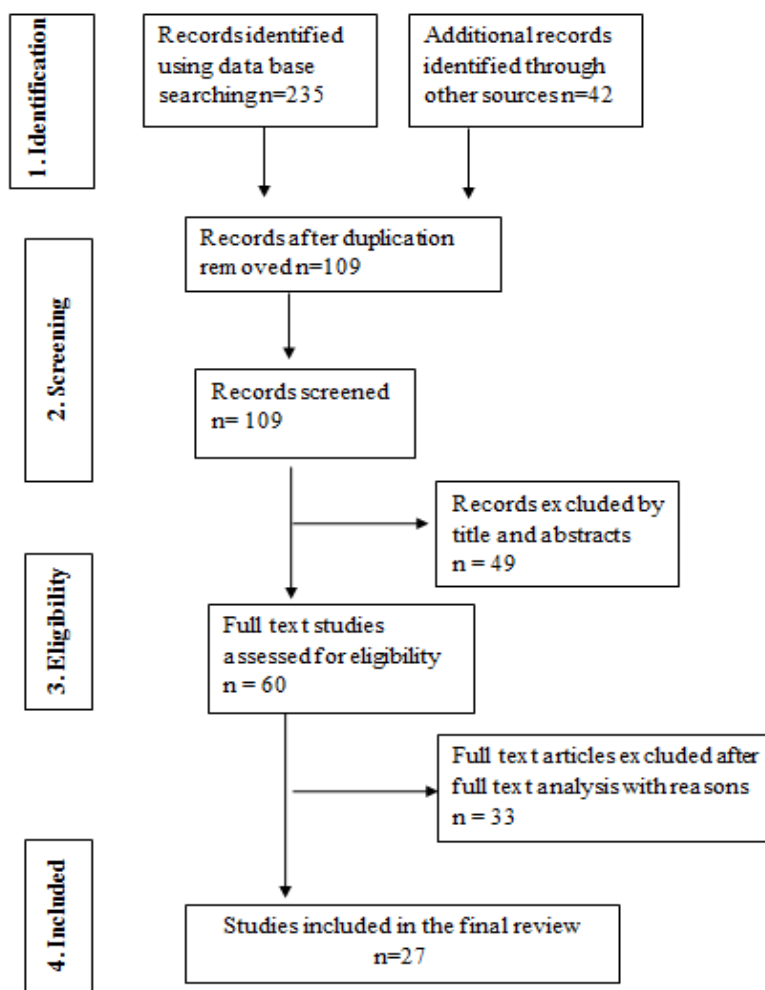 1. Identification
Records identified
using data base
searching n=235
Additional records
identified through
other sources n=42
2. Screening
Records after duplication
removed n=109
Records screened
n= 109
Records excluded by
title and abstracts
n = 49
3. Eligibility
Full text studies
assessed for eligibility
n = 60
Full text articles excluded after
full text analysis with reasons
n = 33
4. Included
Studies included in the final review
n=27